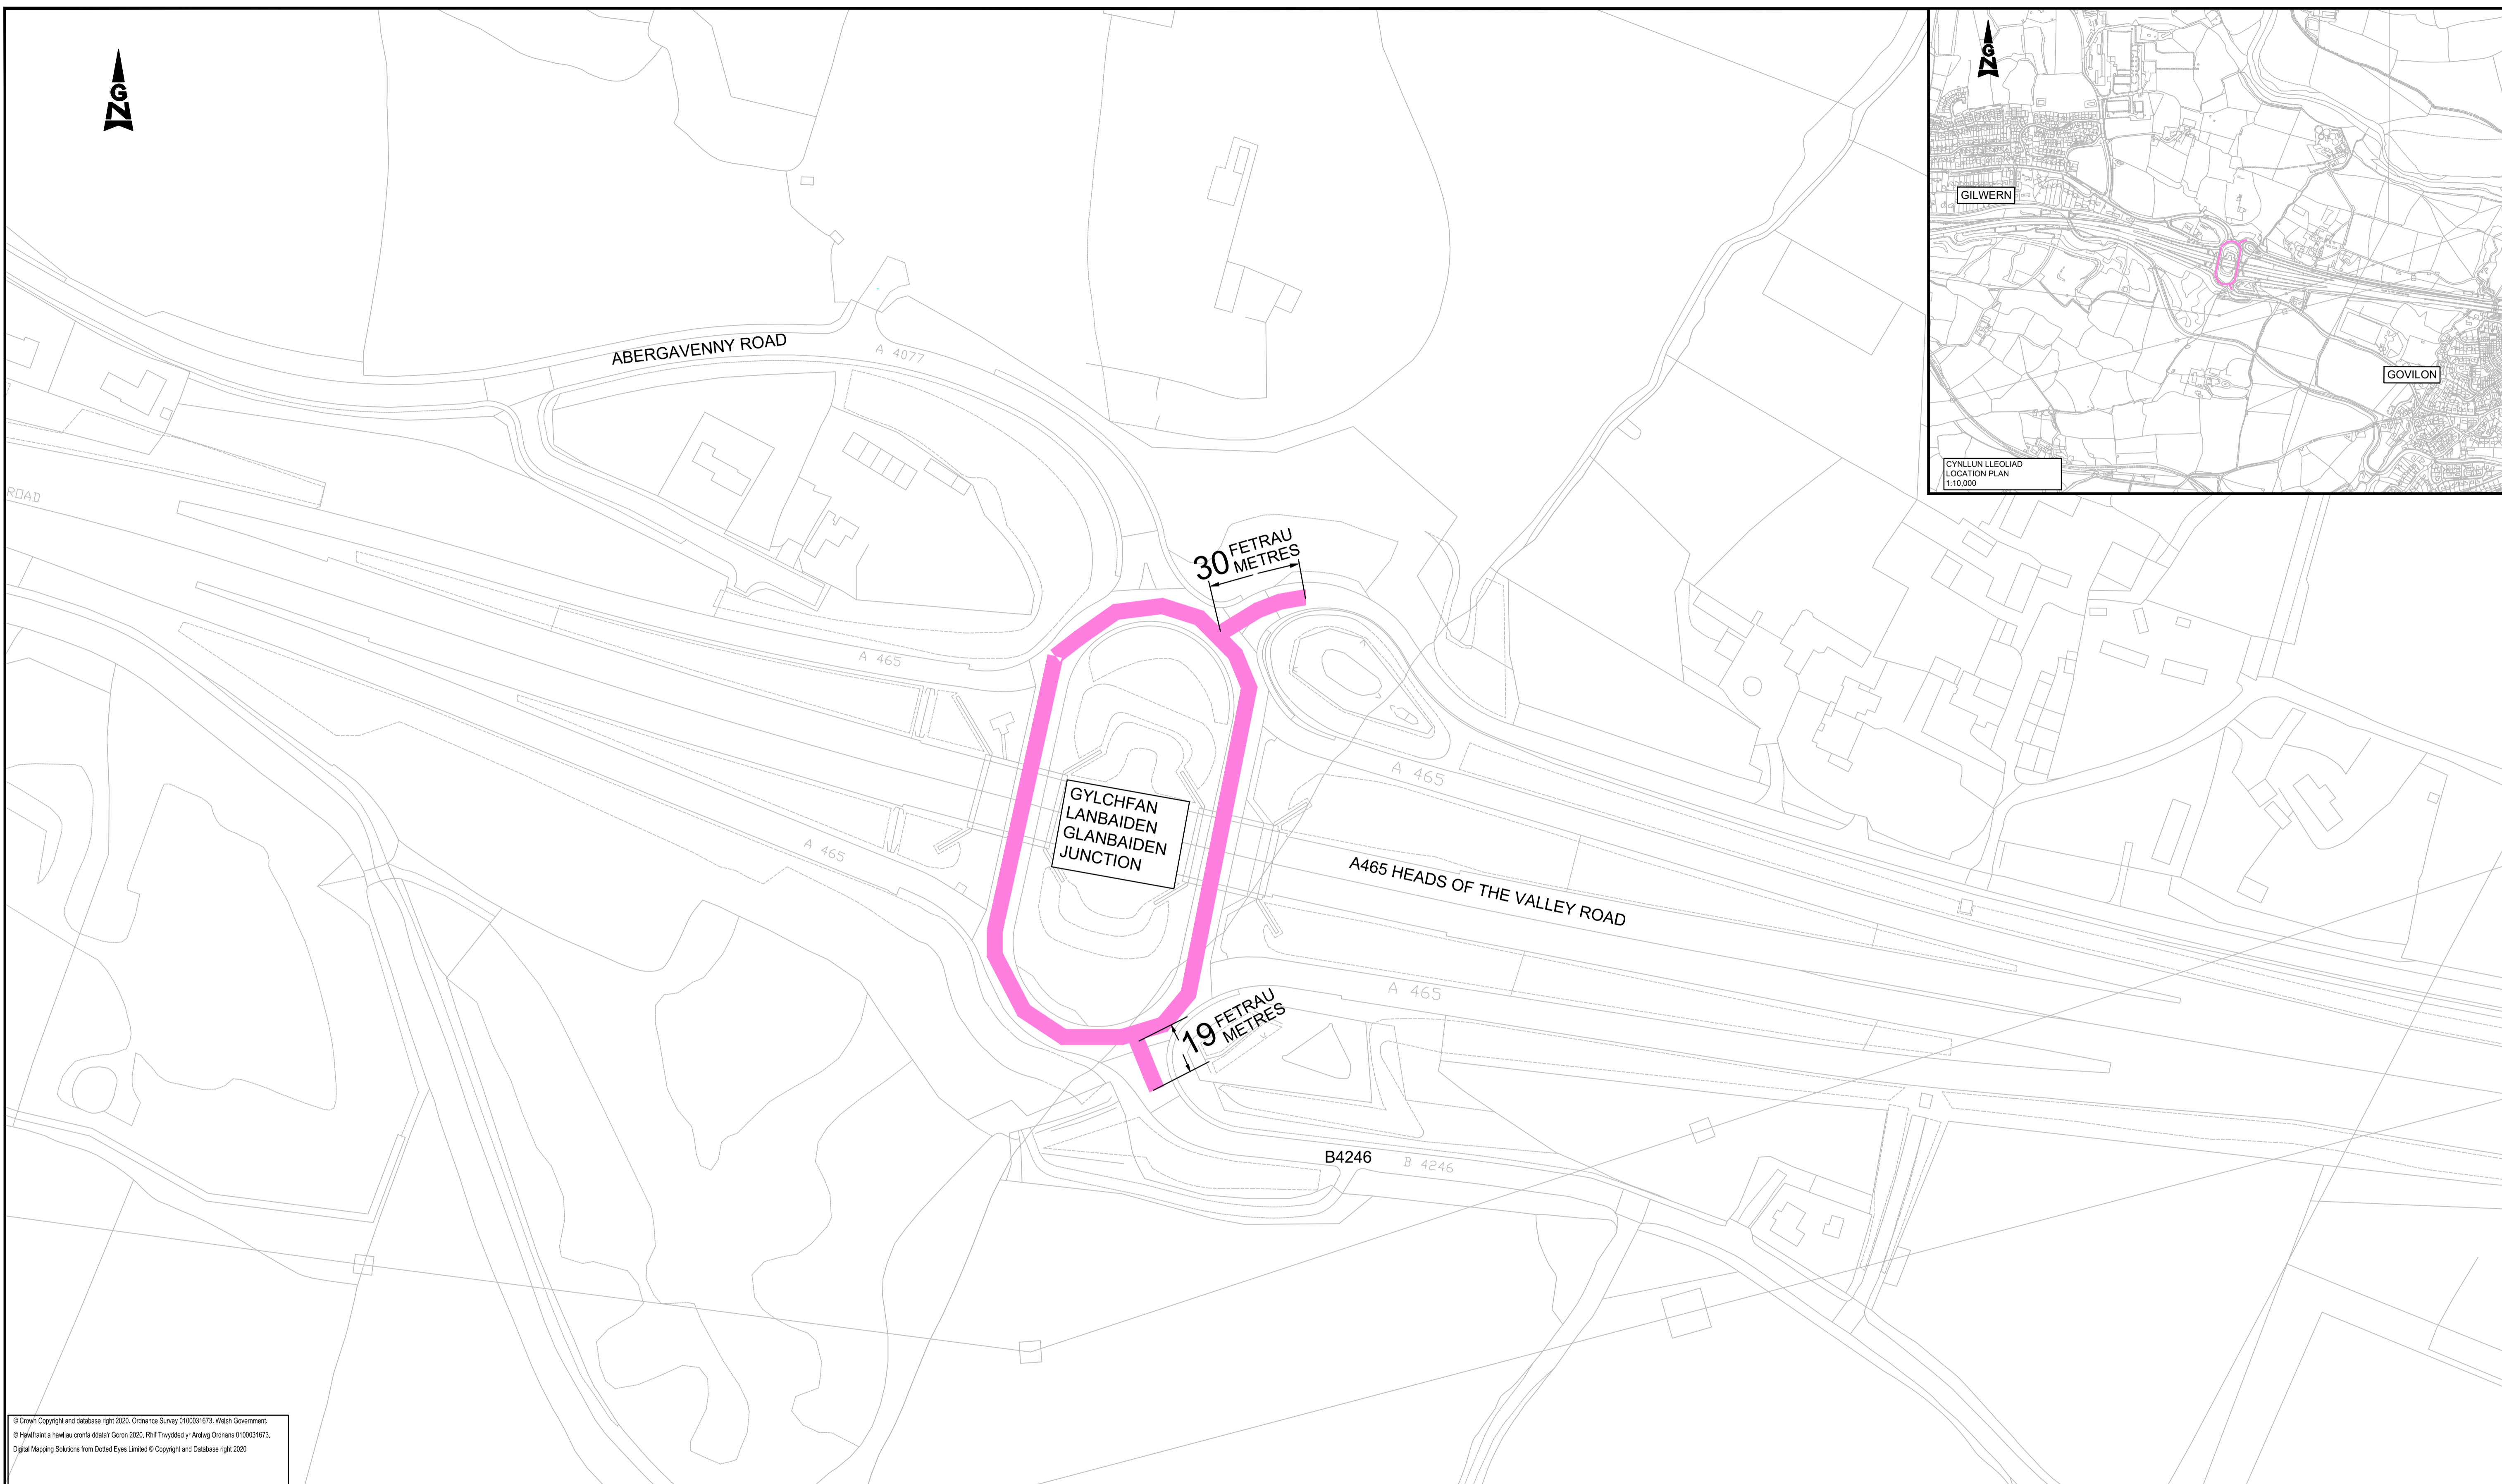 GN
GN
GILWERN
GOVILON
CYNLLUN LLEOLIAD
LOCATION PLAN
1:10,000
ABERGAVENNY ROAD
A 4077
ROAD
30 FETRAU
METRES
A 465
A 465
GYLCHFAN
LANBAIDEN
GLANBAIDEN
JUNCTION
A 465
A465 HEADS OF THE VALLEY ROAD
A 465
19 FETRAU
METRES
B4246
B 4246
© Crown Copyright and database right 2020. Ordnance Survey 0100031673. Welsh Government.
© Hawlfraint a hawliau cronfa ddata'r Goron 2020. Rhif Trwydded yr Arolwg Ordnans 0100031673.
Digital Mapping Solutions from Dotted Eyes Limited © Copyright and Database right 2020